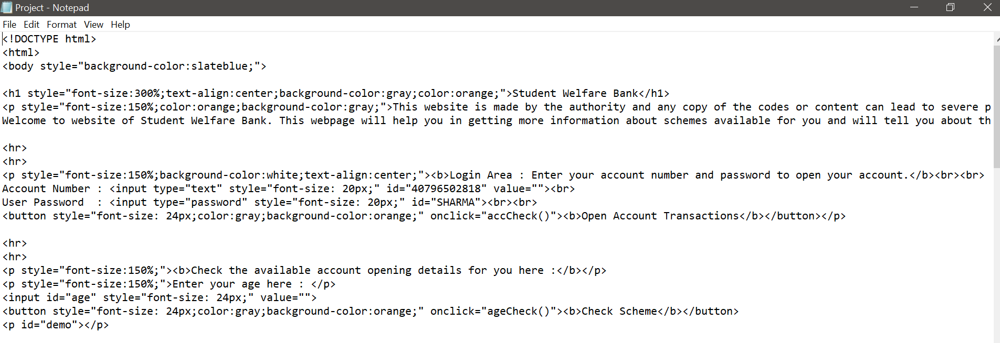 Project - Notepad
File Edit Format View Help
<!DOCTYPE html>
<html>
<body style="background-color:slateblue;">
<h1 style="font-size:300%;text-align:center;background-color:gray;color:orange;">Student Welfare Bank</h1>
<p style="font-size:150%;color:orange;background-color:gray;">This website is made by the authority and any copy of the codes or content can lead to severe p
Welcome to website of Student Welfare Bank. This webpage will help you in getting more information about schemes available for you and will tell you about th
<hr>
<hr>
<p style="font-size:150%;background-color:white;text-align:center;"><b>Login Area : Enter your account number and password to open your account.</b><br><br>
Account Number : <input type="text" style="font-size: 20px;" id="40796502818" value=""><br>
User Password  : <input type="password" style="font-size: 20px;" id="SHARMA"><br><br>
<button style="font-size: 24px;color:gray;background-color:orange;" onclick="accCheck()"><b>Open Account Transactions</b></button></p>
<hr>
<hr>
<p style="font-size:150%;"><b>Check the available account opening details for you here :</b></p>
<p style="font-size:150%;">Enter your age here : </p>
<input id="age" style="font-size: 24px;" value="">
<button style="font-size: 24px;color:gray;background-color:orange;" onclick="ageCheck()"><b>Check Scheme</b></button>
<p id="demo"></p>